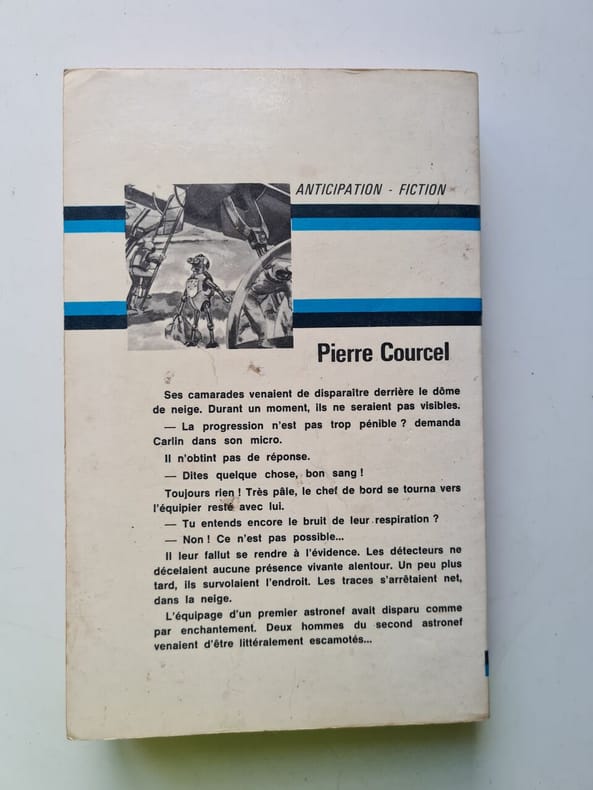 ANTICIPATION - FICTION
Pierre Courcel
Ses camarades venaient de disparaître derrière le dôme
de neige. Durant un moment, ils ne seraient pas visibles.
— La progression n'est pas trop pénible ? demanda
Carlin dans son micro.
Il n'obtint pas de réponse.
— Dites quelque chose, bon sang !
Toujours rien ! Très pâle, le chef de bord se tourna vers
l'équipier resté avec lui.
— Tu entends encore le bruit de leur respiration ?
— Non ! Ce n'est pas possible...
Il leur fallut se rendre à l'évidence. Les détecteurs ne
décelaient aucune présence vivante alentour. Un peu plus
tard, ils survolaient l'endroit. Les traces s'arrêtaient net,
dans la neige.
L'équipage d'un premier astronef avait disparu comme
par enchantement. Deux hommes du second astronef
venaient d'être littéralement escamotés...